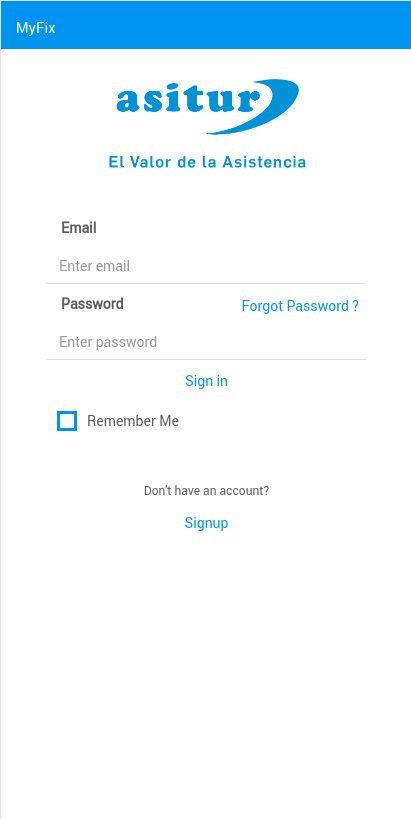 MyFix
asitur
El Valor de la Asistencia
Email
Enter email
Password
Forgot Password ?
Enter password
Sign in
Remember Me
Don't have an account?
Signup